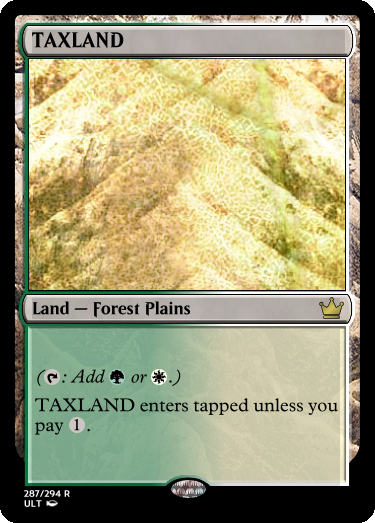 TAXLAND
Land — Forest Plains
(: Add or .)
TAXLAND enters tapped unless you
pay 1.
287/294 R
ULT